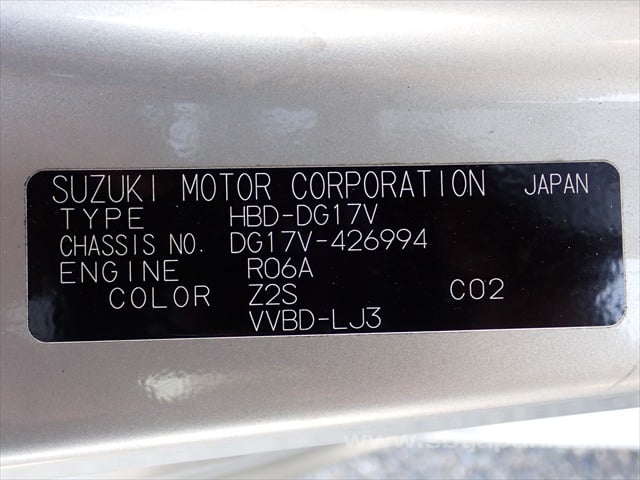 SUZUKI MOTOR CORPORATION JAPAN
TYPE HBD-DG17V
CHASSIS NO. DG17V-426994
ENGINE R06A
COLOR Z2S C02
VVBD-LJ3